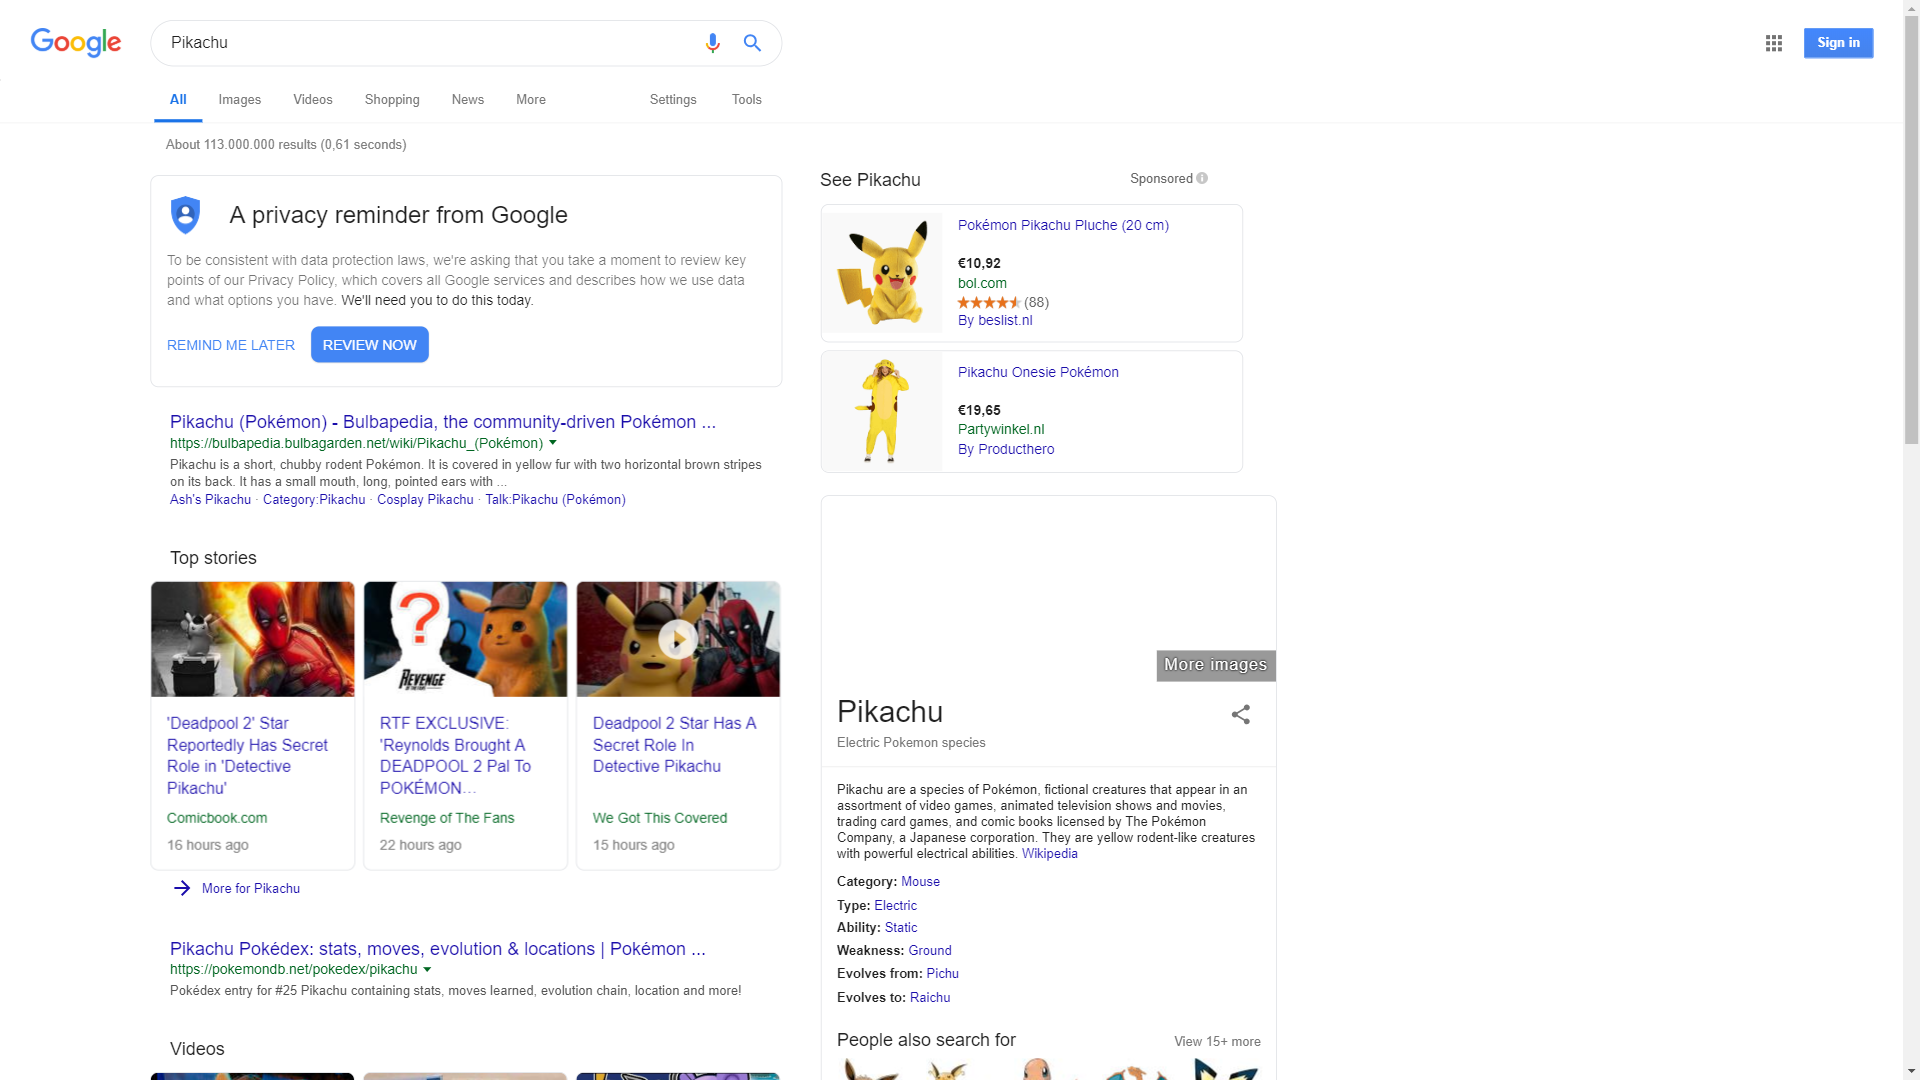 Google
Pikachu
Sign in
All
Images
Videos
Shopping
News
More
Settings
Tools
About 113.000.000 results (0,61 seconds)
A privacy reminder from Google
To be consistent with data protection laws, we're asking that you take a moment to review key
points of our Privacy Policy, which covers all Google services and describes how we use data
and what options you have. We'll need you to do this today.
REMIND ME LATER
REVIEW NOW
Pikachu (Pokémon) - Bulbapedia, the community-driven Pokémon ...
https://bulbapedia.bulbagarden.net/wiki/Pikachu_(Pokémon)
Pikachu is a short, chubby rodent Pokémon. It is covered in yellow fur with two horizontal brown stripes
on its back. It has a small mouth, long, pointed ears with ...
Ash's Pikachu · Category:Pikachu · Cosplay Pikachu · Talk:Pikachu (Pokémon)
Top stories
?
REVENGE
OF THE FANS
'Deadpool 2' Star
Reportedly Has Secret
Role in 'Detective
Pikachu'
Comicbook.com
16 hours ago
RTF EXCLUSIVE:
'Reynolds Brought A
DEADPOOL 2 Pal To
POKÉMON...
Revenge of The Fans
22 hours ago
Deadpool 2 Star Has A
Secret Role In
Detective Pikachu
We Got This Covered
15 hours ago
More for Pikachu
Pikachu Pokédex: stats, moves, evolution & locations | Pokémon ...
https://pokemondb.net/pokedex/pikachu
Pokédex entry for #25 Pikachu containing stats, moves learned, evolution chain, location and more!
Videos
See Pikachu
Sponsored
Pokémon Pikachu Pluche (20 cm)
€10,92
bol.com
(88)
By beslist.nl
Pikachu Onesie Pokémon
€19,65
Partywinkel.nl
By Producthero
More images
Pikachu
Electric Pokemon species
Pikachu are a species of Pokémon, fictional creatures that appear in an
assortment of video games, animated television shows and movies,
trading card games, and comic books licensed by The Pokémon
Company, a Japanese corporation. They are yellow rodent-like creatures
with powerful electrical abilities. Wikipedia
Category: Mouse
Type: Electric
Ability: Static
Weakness: Ground
Evolves from: Pichu
Evolves to: Raichu
People also search for
View 15+ more